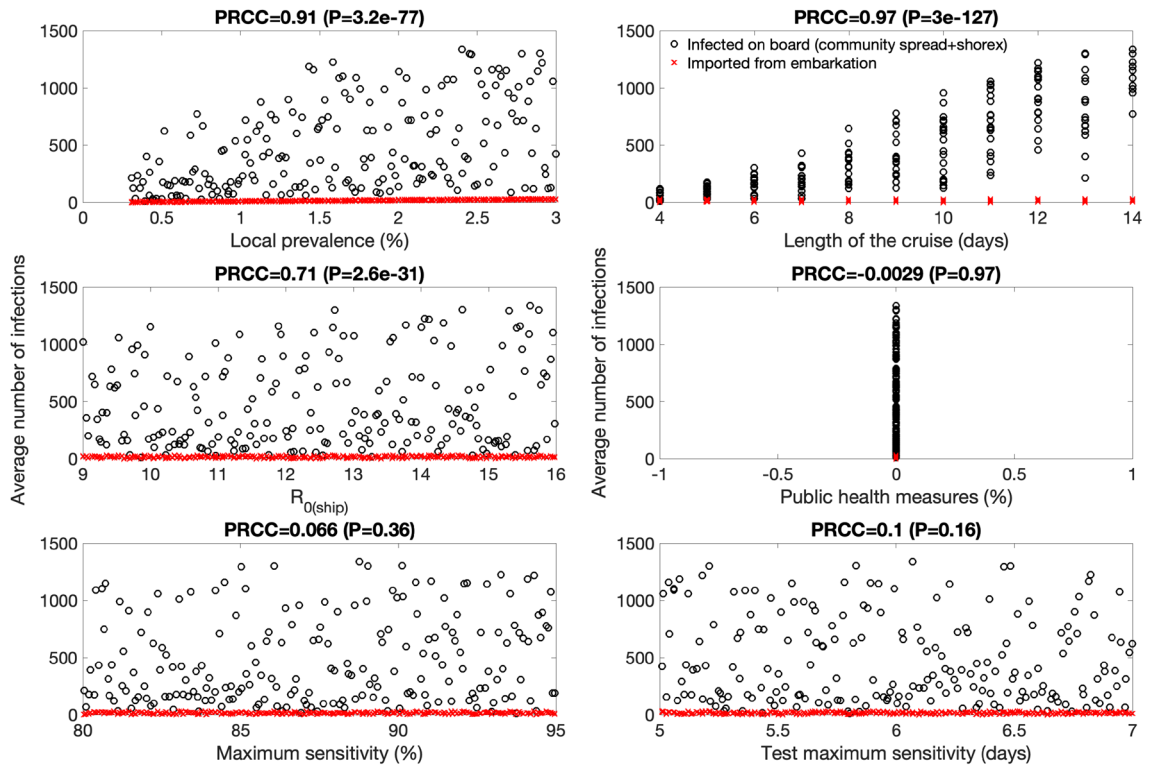 PRCC=0.91 (P=3.2e-77)
1500
1000
500
0
0 0.5 1 1.5 2 2.5 3
Local prevalence (%)
PRCC=0.97 (P=3e-127)
Infected on board (community spread+shorex)
Imported from embarkation
1500
1000
500
0
4 6 8 10 12 14
Length of the cruise (days)
Average number of infections
PRCC=0.71 (P=2.6e-31)
1500
1000
500
0
9 10 11 12 13 14 15 16
R0(ship)
Average number of infections
PRCC=-0.0029 (P=0.97)
1500
1000
500
0
-1 -0.5 0 0.5 1
Public health measures (%)
PRCC=0.066 (P=0.36)
1500
1000
500
0
80 85 90 95
Maximum sensitivity (%)
PRCC=0.1 (P=0.16)
1500
1000
500
0
5 5.5 6 6.5 7
Test maximum sensitivity (days)